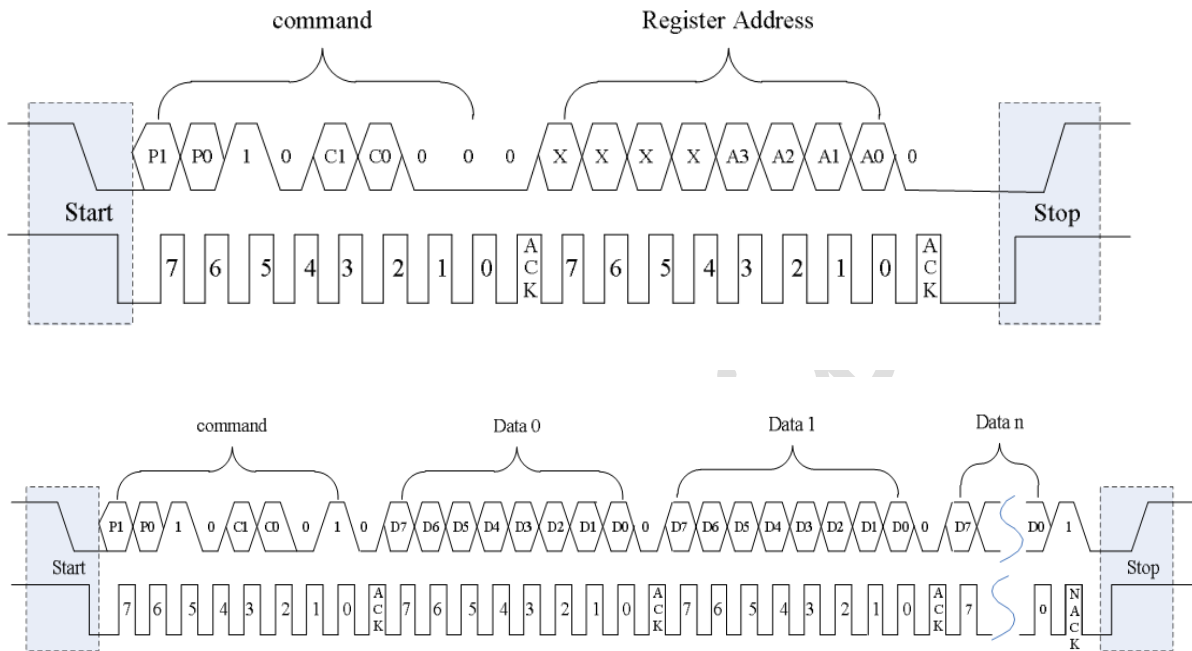 command Register Address
P1 P0 1 0 C1 C0 0 0 0 X X X X A3 A2 A1 A0 0
Start Stop
7 6 5 4 3 2 1 0 ACK 7 6 5 4 3 2 1 0 ACK
command Data 0 Data 1 Data n
P1 P0 1 0 C1 C0 0 1 0 D7 D6 D5 D4 D3 D2 D1 D0 0 D7 D6 D5 D4 D3 D2 D1 D0 0 D7 D0 1
Start Stop
7 6 5 4 3 2 1 0 ACK 7 6 5 4 3 2 1 0 ACK 7 6 5 4 3 2 1 0 ACK 7 0 NACK